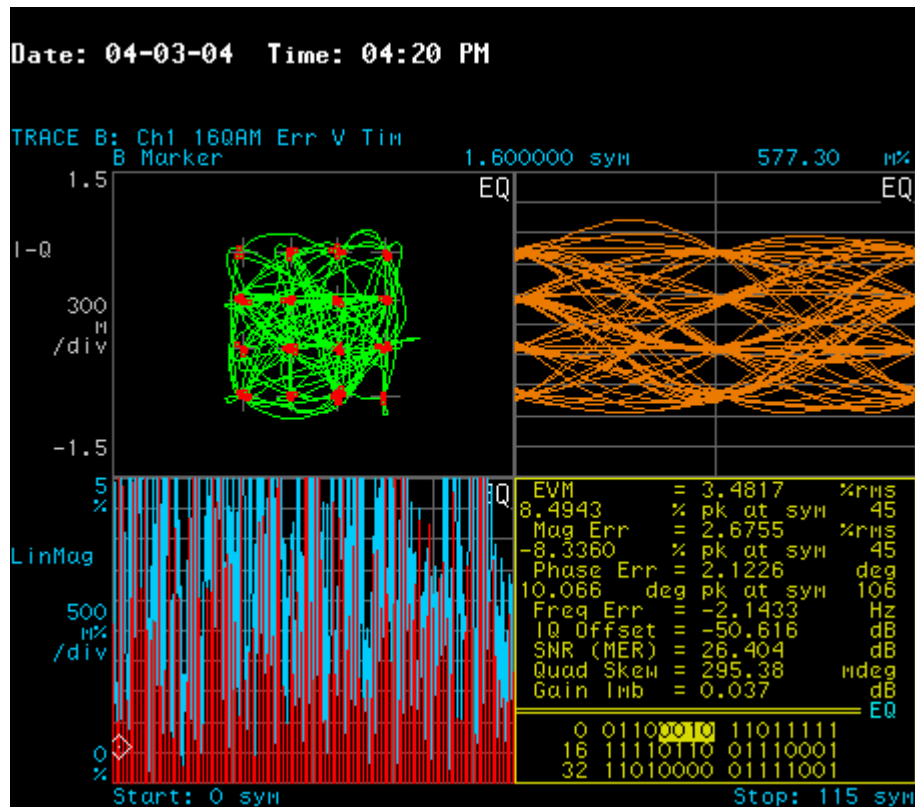 Date: 04-03-04 Time: 04:20 PM
TRACE B: Ch1 16QAM Err V Tim
B Marker 1.600000 sym 577.30 m%
1.5 EQ EQ
I-Q
300
M
/div
-1.5
5 EQ
%
LinMag
500
m%
/div
0
%
EVM = 3.4817 %rms
8.4943 % pk at sym 45
Mag Err = 2.6755 %rms
-8.3360 % pk at sym 45
Phase Err = 2.1226 deg
10.066 deg pk at sym 106
Freq Err = -2.1433 Hz
IQ Offset = -50.616 dB
SNR (MER) = 26.404 dB
Quad Skew = 295.38 mdeg
Gain Imb = 0.037 dB
EQ
0 01100010 11011111
16 11110110 01110001
32 11010000 01111001
Start: 0 sym Stop: 115 sym